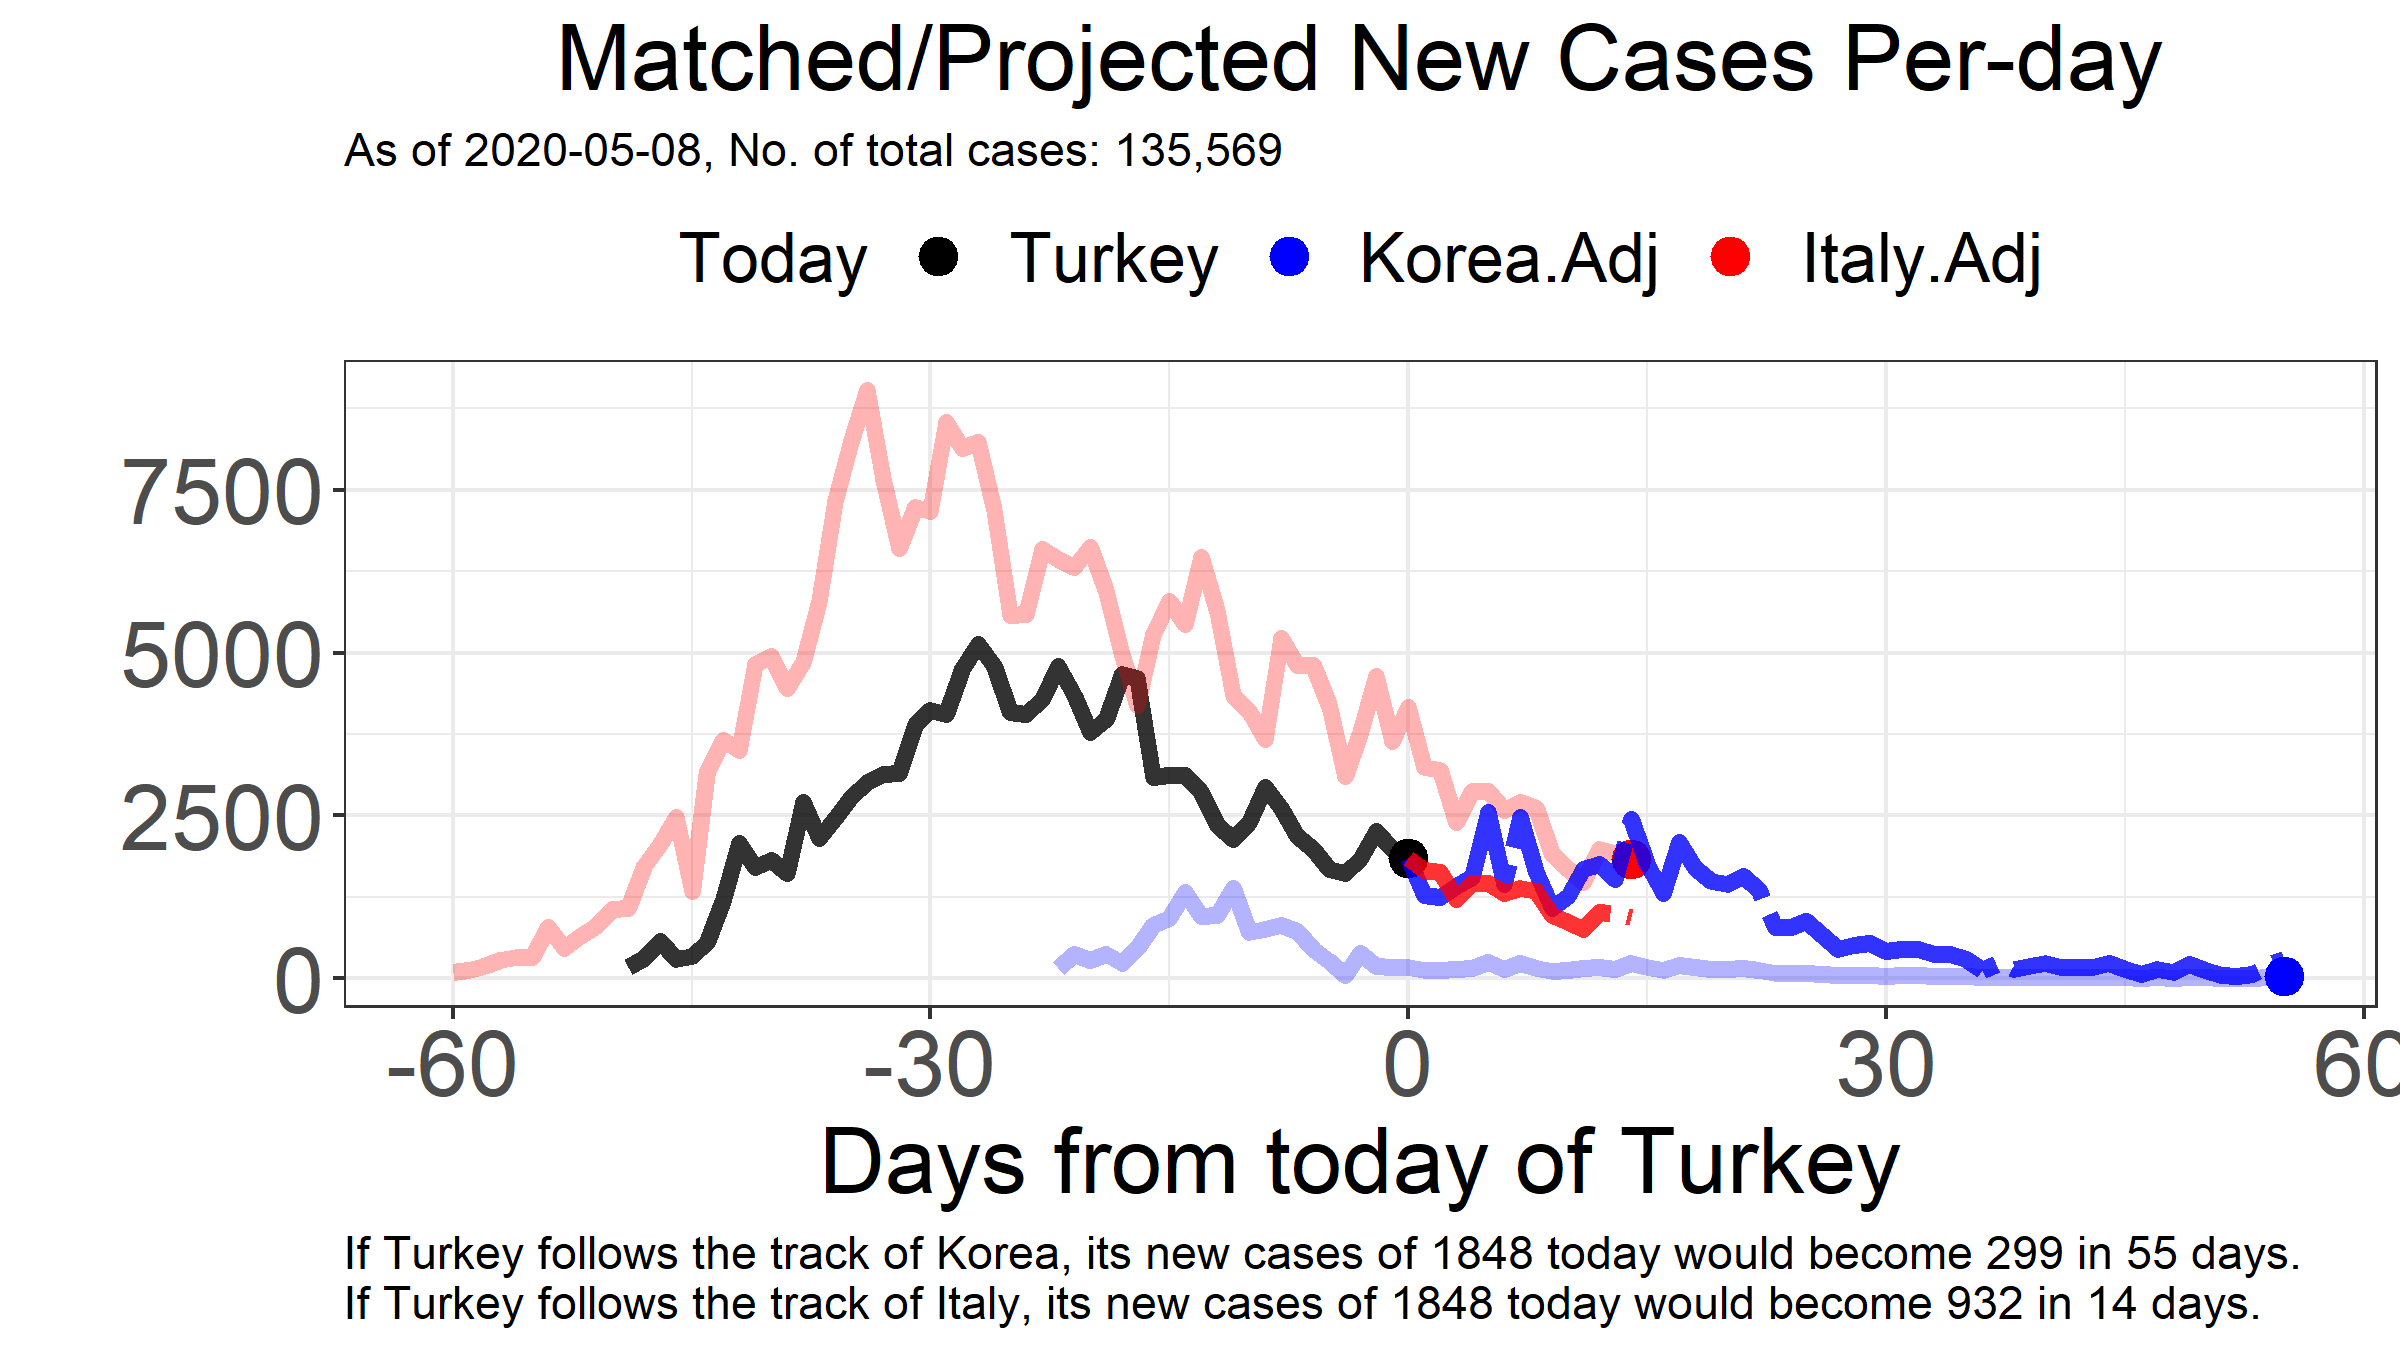 Matched/Projected New Cases Per-day
As of 2020-05-08, No. of total cases: 135,569
Today Turkey Korea.Adj Italy.Adj
7500
5000
2500
0
-60 -30 0 30 60
Days from today of Turkey
If Turkey follows the track of Korea, its new cases of 1848 today would become 299 in 55 days.
If Turkey follows the track of Italy, its new cases of 1848 today would become 932 in 14 days.